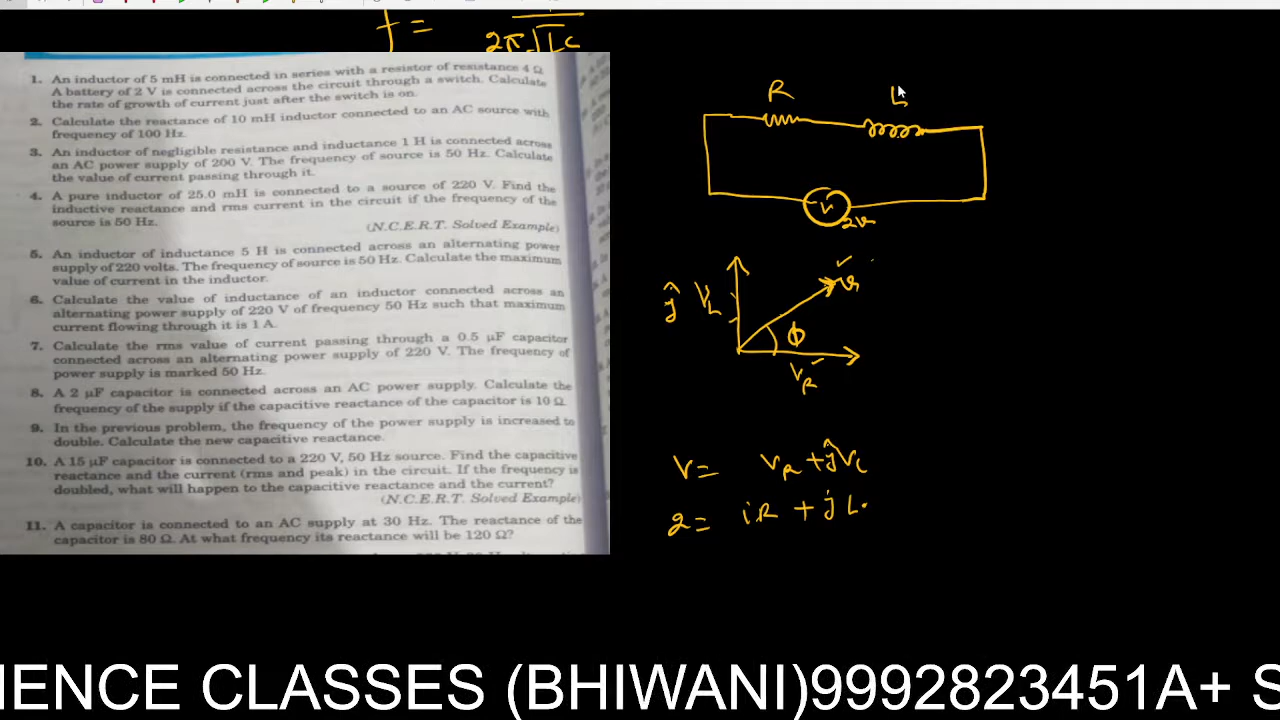 f =
2π√LC
1. An inductor of 5 mH is connected in series with a resistor of resistance 4 Ω.
A battery of 2 V is connected across the circuit through a switch. Calculate
the rate of growth of current just after the switch is on.
2. Calculate the reactance of 10 mH inductor connected to an AC source with
frequency of 100 Hz.
3. An inductor of negligible resistance and inductance 1 H is connected across
an AC power supply of 200 V. The frequency of source is 50 Hz. Calculate
the value of current passing through it.
4. A pure inductor of 25.0 mH is connected to a source of 220 V. Find the
inductive reactance and rms current in the circuit if the frequency of the
source is 50 Hz.
(N.C.E.R.T. Solved Example)
5. An inductor of inductance 5 H is connected across an alternating power
supply of 220 volts. The frequency of source is 50 Hz. Calculate the maximum
value of current in the inductor.
6. Calculate the value of inductance of an inductor connected across an
alternating power supply of 220 V of frequency 50 Hz such that maximum
current flowing through it is 1 A.
7. Calculate the rms value of current passing through a 0.5 µF capacitor
connected across an alternating power supply of 220 V. The frequency of
power supply is marked 50 Hz.
8. A 2 µF capacitor is connected across an AC power supply. Calculate the
frequency of the supply if the capacitive reactance of the capacitor is 10 Ω.
9. In the previous problem, the frequency of the power supply is increased to
double. Calculate the new capacitive reactance.
10. A 15 µF capacitor is connected to a 220 V, 50 Hz source. Find the capacitive
reactance and the current (rms and peak) in the circuit. If the frequency is
doubled, what will happen to the capacitive reactance and the current?
(N.C.E.R.T. Solved Example)
11. A capacitor is connected to an AC supply at 30 Hz. The reactance of the
capacitor is 80 Ω. At what frequency its reactance will be 120 Ω?
R
L
V
2V
ĵ V_L
ϕ
V_R
V = V_R + ĵV_L
2 = iR + j L
IENCE CLASSES (BHIWANI)9992823451A+ S